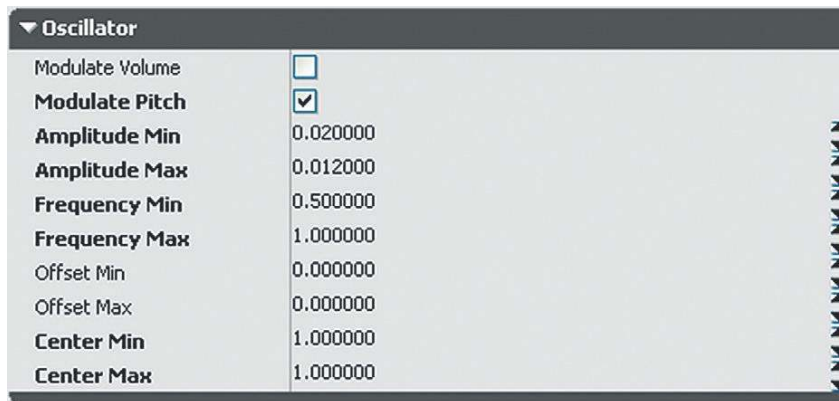 Oscillator
Modulate Volume
Modulate Pitch
Amplitude Min 0.020000
Amplitude Max 0.012000
Frequency Min 0.500000
Frequency Max 1.000000
Offset Min 0.000000
Offset Max 0.000000
Center Min 1.000000
Center Max 1.000000